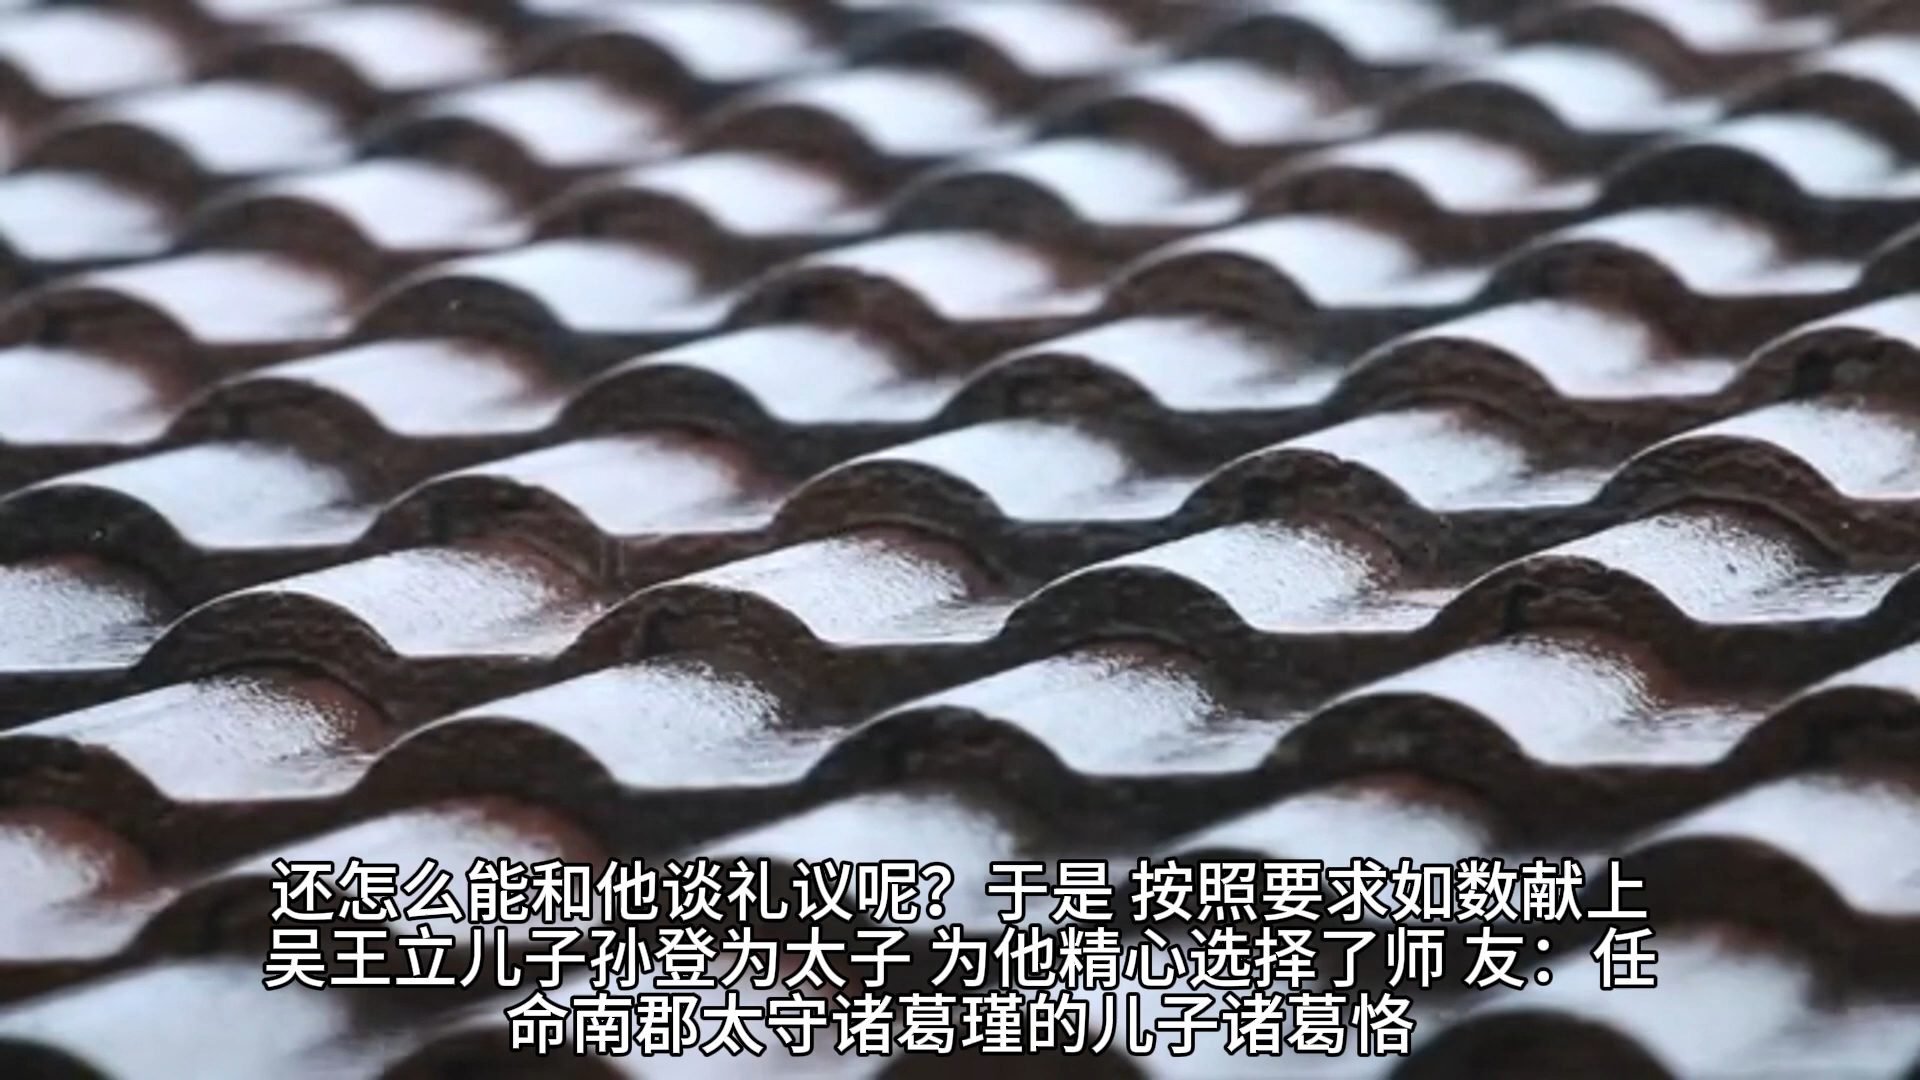 还怎么能和他谈礼议呢？于是 按照要求如数献上
吴王立儿子孙登为太子 为他精心选择了师 友：任
命南郡太守诸葛瑾的儿子诸葛恪